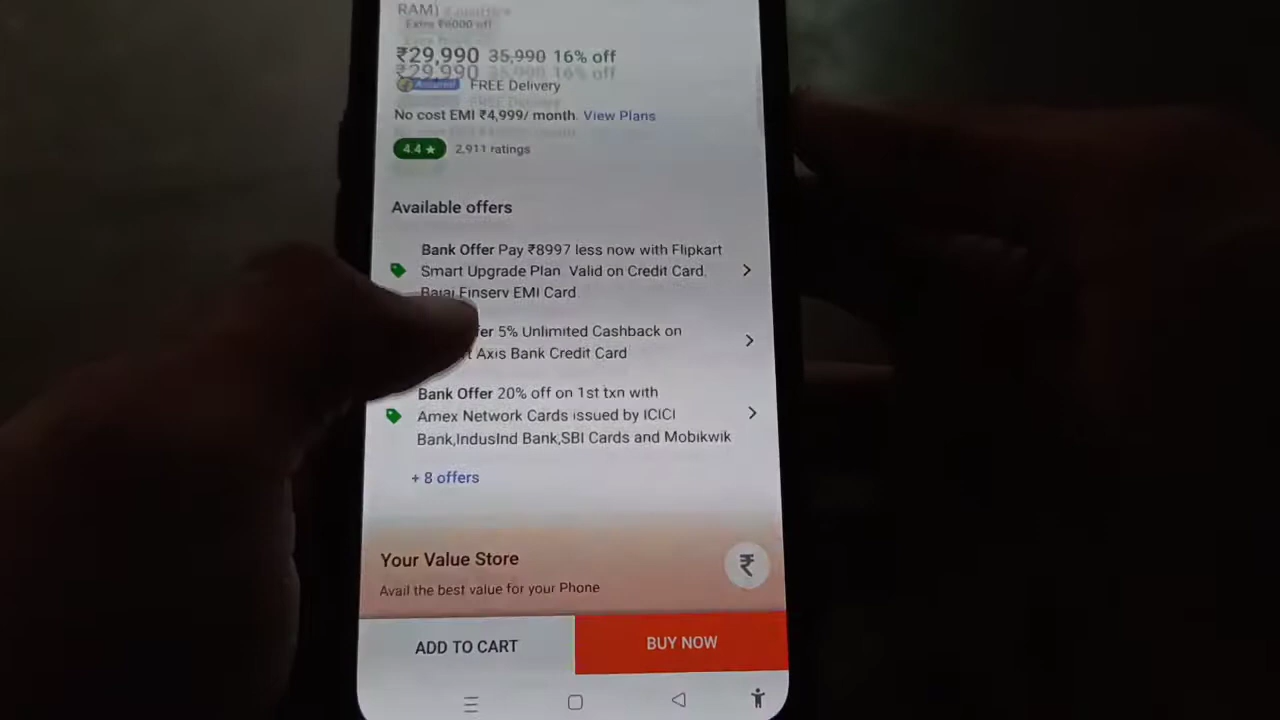 RAM)
Extra ₹6000 off
₹29,990 35,990 16% off
Assured FREE Delivery
No cost EMI ₹4,999/ month. View Plans
4.4 ★ 2,911 ratings
Available offers
Bank Offer Pay ₹8997 less now with Flipkart
Smart Upgrade Plan. Valid on Credit Card,
Bajaj Finserv EMI Card
5% Unlimited Cashback on
Axis Bank Credit Card
Bank Offer 20% off on 1st txn with
Amex Network Cards issued by ICICI
Bank,IndusInd Bank,SBI Cards and Mobikwik
+ 8 offers
Your Value Store
₹
Avail the best value for your Phone
ADD TO CART
BUY NOW